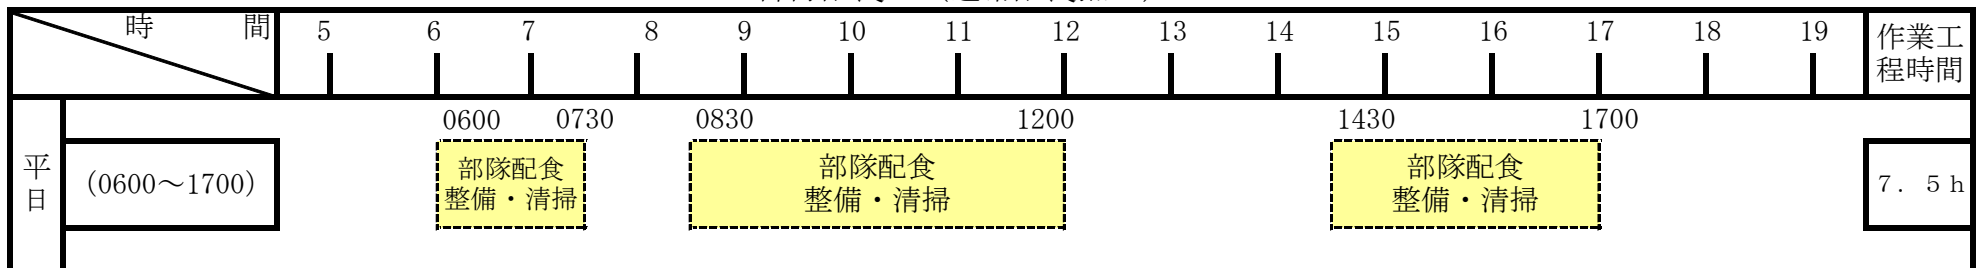 時 間 5 6 7 8 9 10 11 12 13 14 15 16 17 18 19 作業工
程時間
0600 0730 0830 1200 1430 1700
平
日
(0600～1700)
部隊配食
整備・清掃
部隊配食
整備・清掃
部隊配食
整備・清掃
７．５ｈ